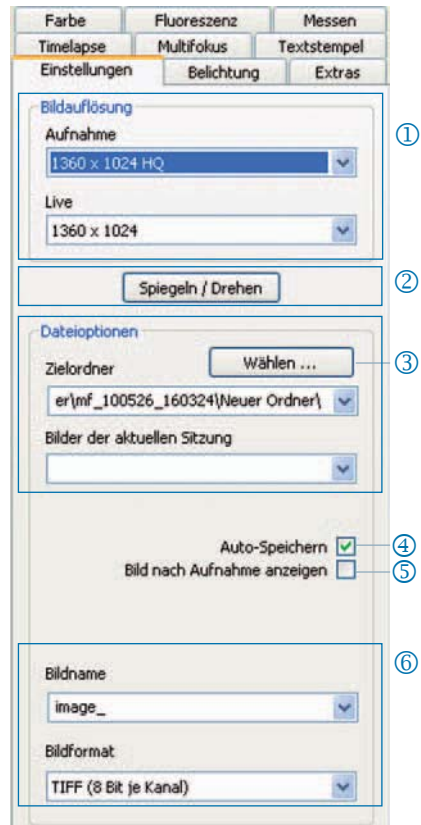 Farbe Fluoreszenz Messen
Timelapse Multifokus Textstempel
Einstellungen Belichtung Extras
Bildauflösung
①
Aufnahme
1360 x 1024 HQ
Live
1360 x 1024
Spiegeln / Drehen ②
Dateioptionen
Zielordner Wählen ... ③
er\mf_100526_160324\Neuer Ordner\
Bilder der aktuellen Sitzung
Auto-Speichern ④
Bild nach Aufnahme anzeigen ⑤
⑥
Bildname
image_
Bildformat
TIFF (8 Bit je Kanal)